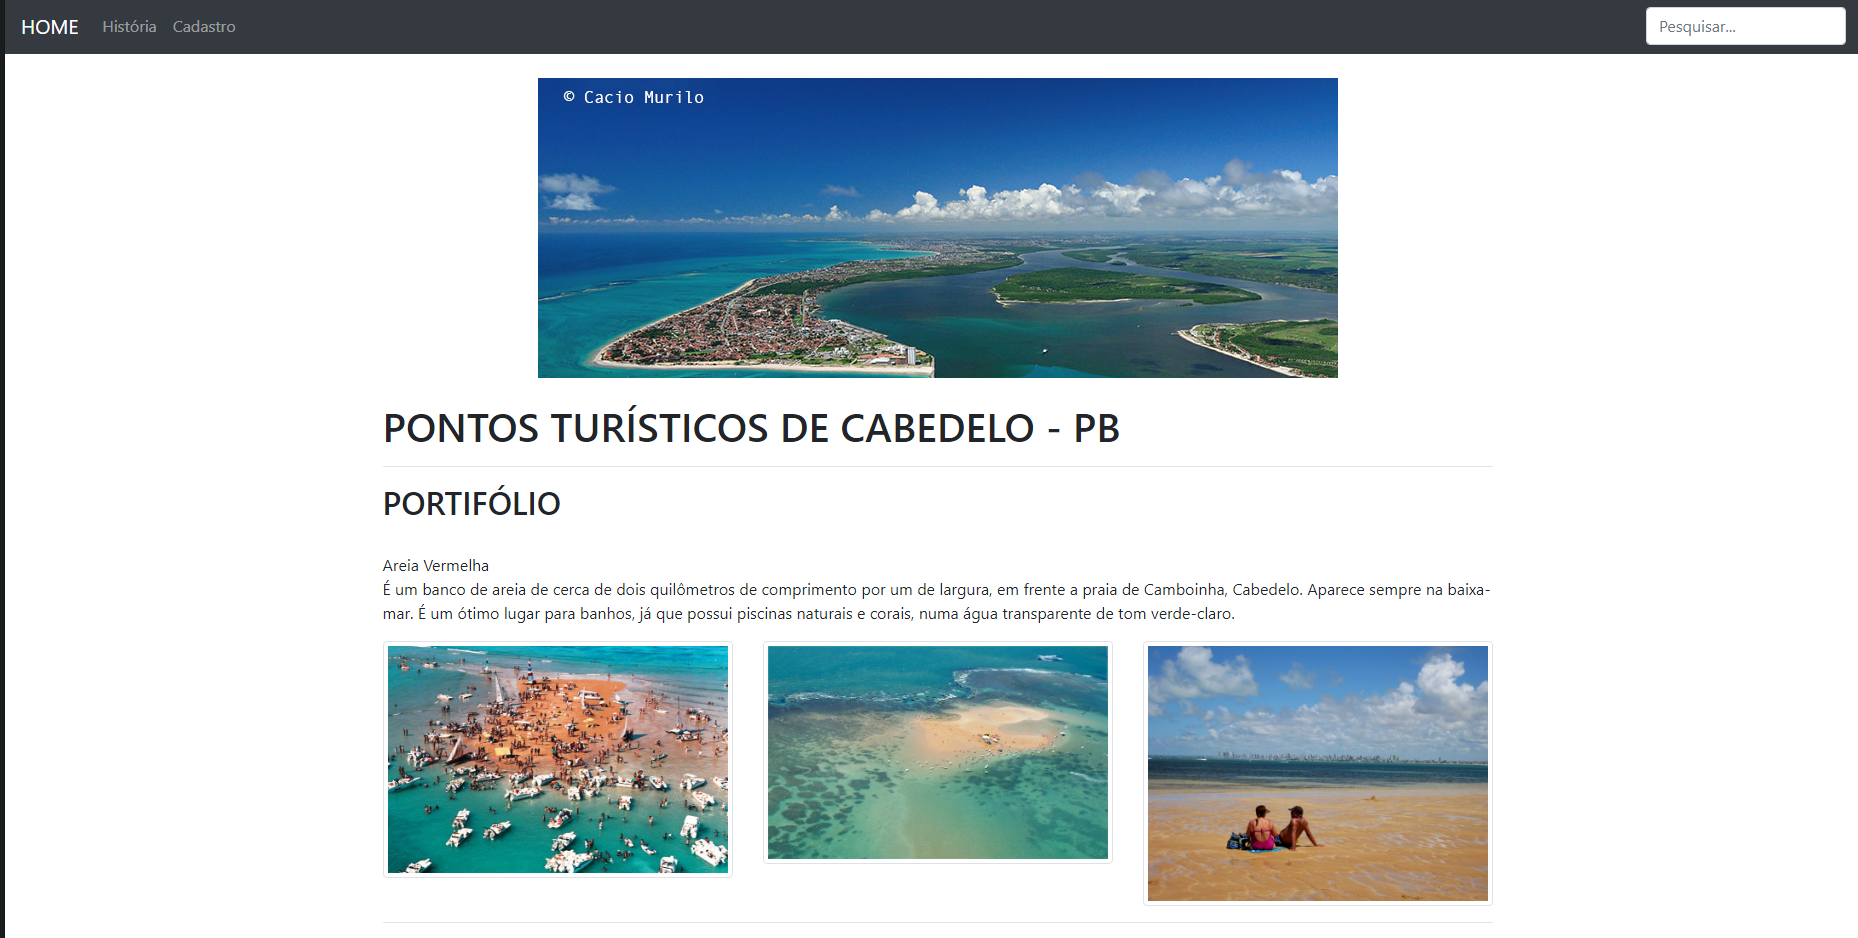 HOME História Cadastro Pesquisar...
© Cacio Murilo
PONTOS TURÍSTICOS DE CABEDELO - PB
PORTIFÓLIO
Areia Vermelha
É um banco de areia de cerca de dois quilômetros de comprimento por um de largura, em frente a praia de Camboinha, Cabedelo. Aparece sempre na baixa-
mar. É um ótimo lugar para banhos, já que possui piscinas naturais e corais, numa água transparente de tom verde-claro.